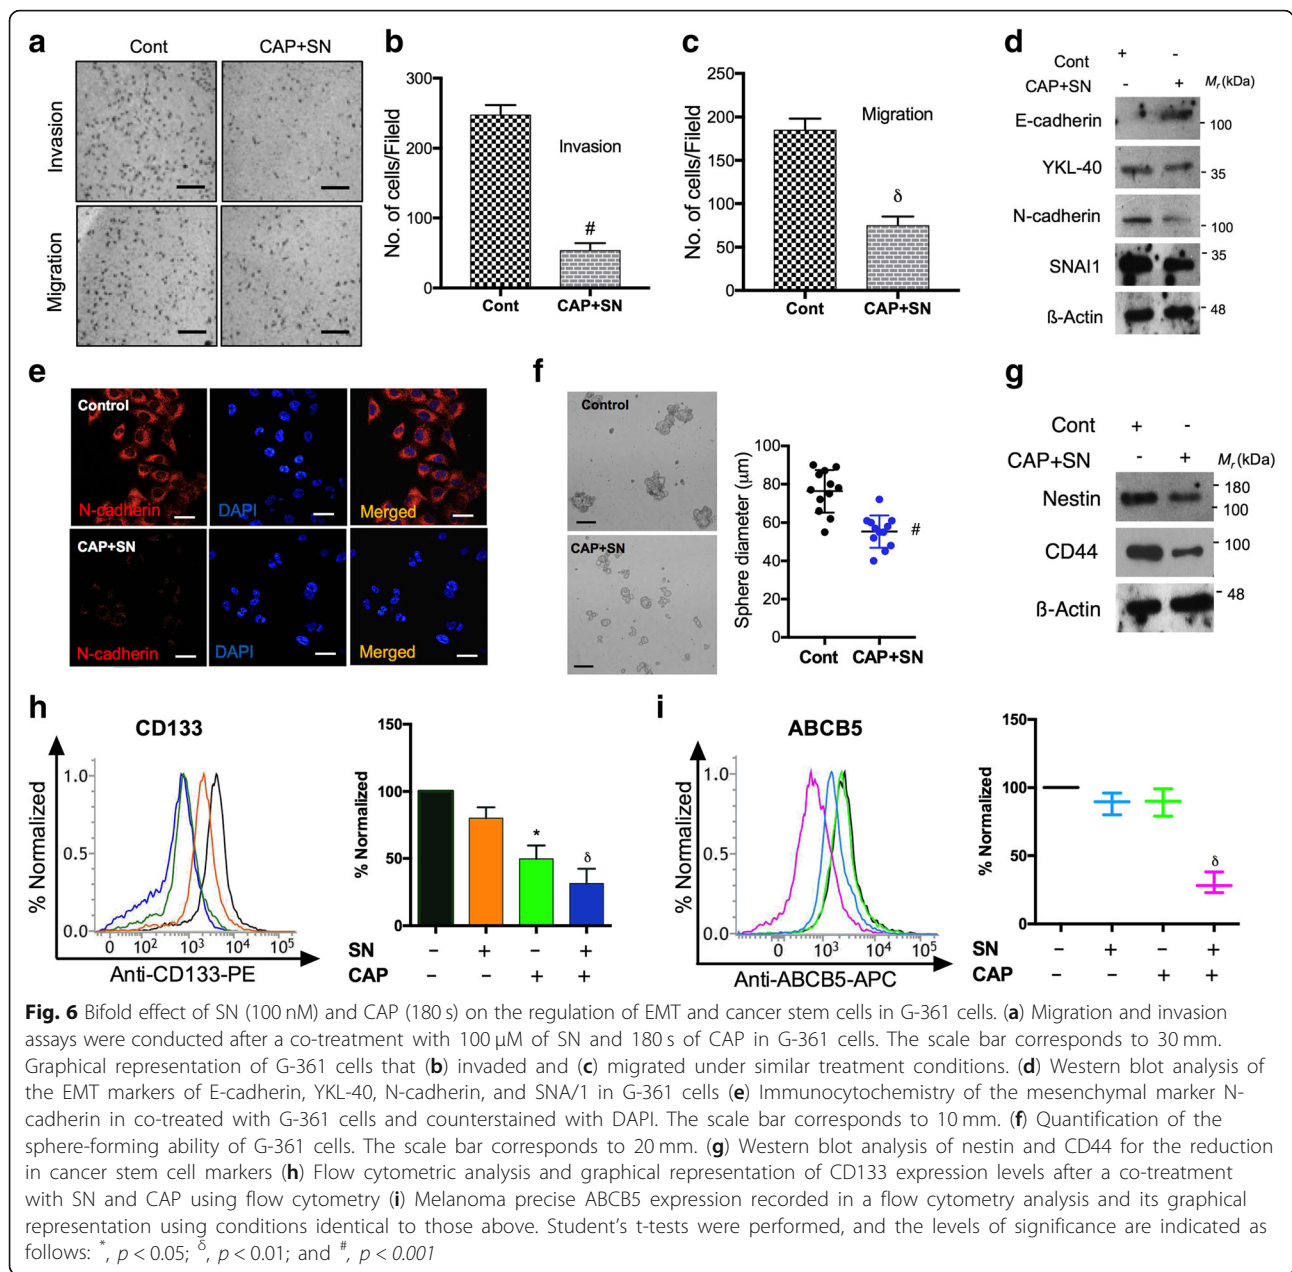 a
Cont
CAP+SN
Invasion
Migration
b
No. of cells/Fileid
300
200
100
0
Invasion
#
Cont
CAP+SN
c
No. of cells/Fileid
250
200
150
100
50
0
Migration
δ
Cont
CAP+SN
d
Cont + -
CAP+SN - + Mr (kDa)
E-cadherin
100
YKL-40
35
N-cadherin
100
SNAI1
35
ß-Actin
48
e
Control
N-cadherin
DAPI
Merged
CAP+SN
N-cadherin
DAPI
Merged
f
Control
CAP+SN
Sphere diameter (μm)
100
80
60
40
20
0
#
Cont
CAP+SN
g
Cont + -
CAP+SN - + Mr (kDa)
Nestin
180
100
CD44
100
ß-Actin
48
h
CD133
% Normalized
1.0
0.5
0.0
0 10² 10³ 10⁴ 10⁵
Anti-CD133-PE
% Normalized
150
100
50
0
*
δ
SN – + – +
CAP – – + +
i
ABCB5
% Normalized
1.0
0.5
0.0
0 10³ 10⁴ 10⁵
Anti-ABCB5-APC
% Normalized
150
100
50
0
δ
SN – + – +
CAP – – + +
Fig. 6 Bifold effect of SN (100 nM) and CAP (180 s) on the regulation of EMT and cancer stem cells in G-361 cells. (a) Migration and invasion
assays were conducted after a co-treatment with 100 μM of SN and 180 s of CAP in G-361 cells. The scale bar corresponds to 30 mm.
Graphical representation of G-361 cells that (b) invaded and (c) migrated under similar treatment conditions. (d) Western blot analysis of
the EMT markers of E-cadherin, YKL-40, N-cadherin, and SNA/1 in G-361 cells (e) Immunocytochemistry of the mesenchymal marker N-
cadherin in co-treated with G-361 cells and counterstained with DAPI. The scale bar corresponds to 10 mm. (f) Quantification of the
sphere-forming ability of G-361 cells. The scale bar corresponds to 20 mm. (g) Western blot analysis of nestin and CD44 for the reduction
in cancer stem cell markers (h) Flow cytometric analysis and graphical representation of CD133 expression levels after a co-treatment
with SN and CAP using flow cytometry (i) Melanoma precise ABCB5 expression recorded in a flow cytometry analysis and its graphical
representation using conditions identical to those above. Student's t-tests were performed, and the levels of significance are indicated as
follows: *, p < 0.05; δ, p < 0.01; and #, p < 0.001